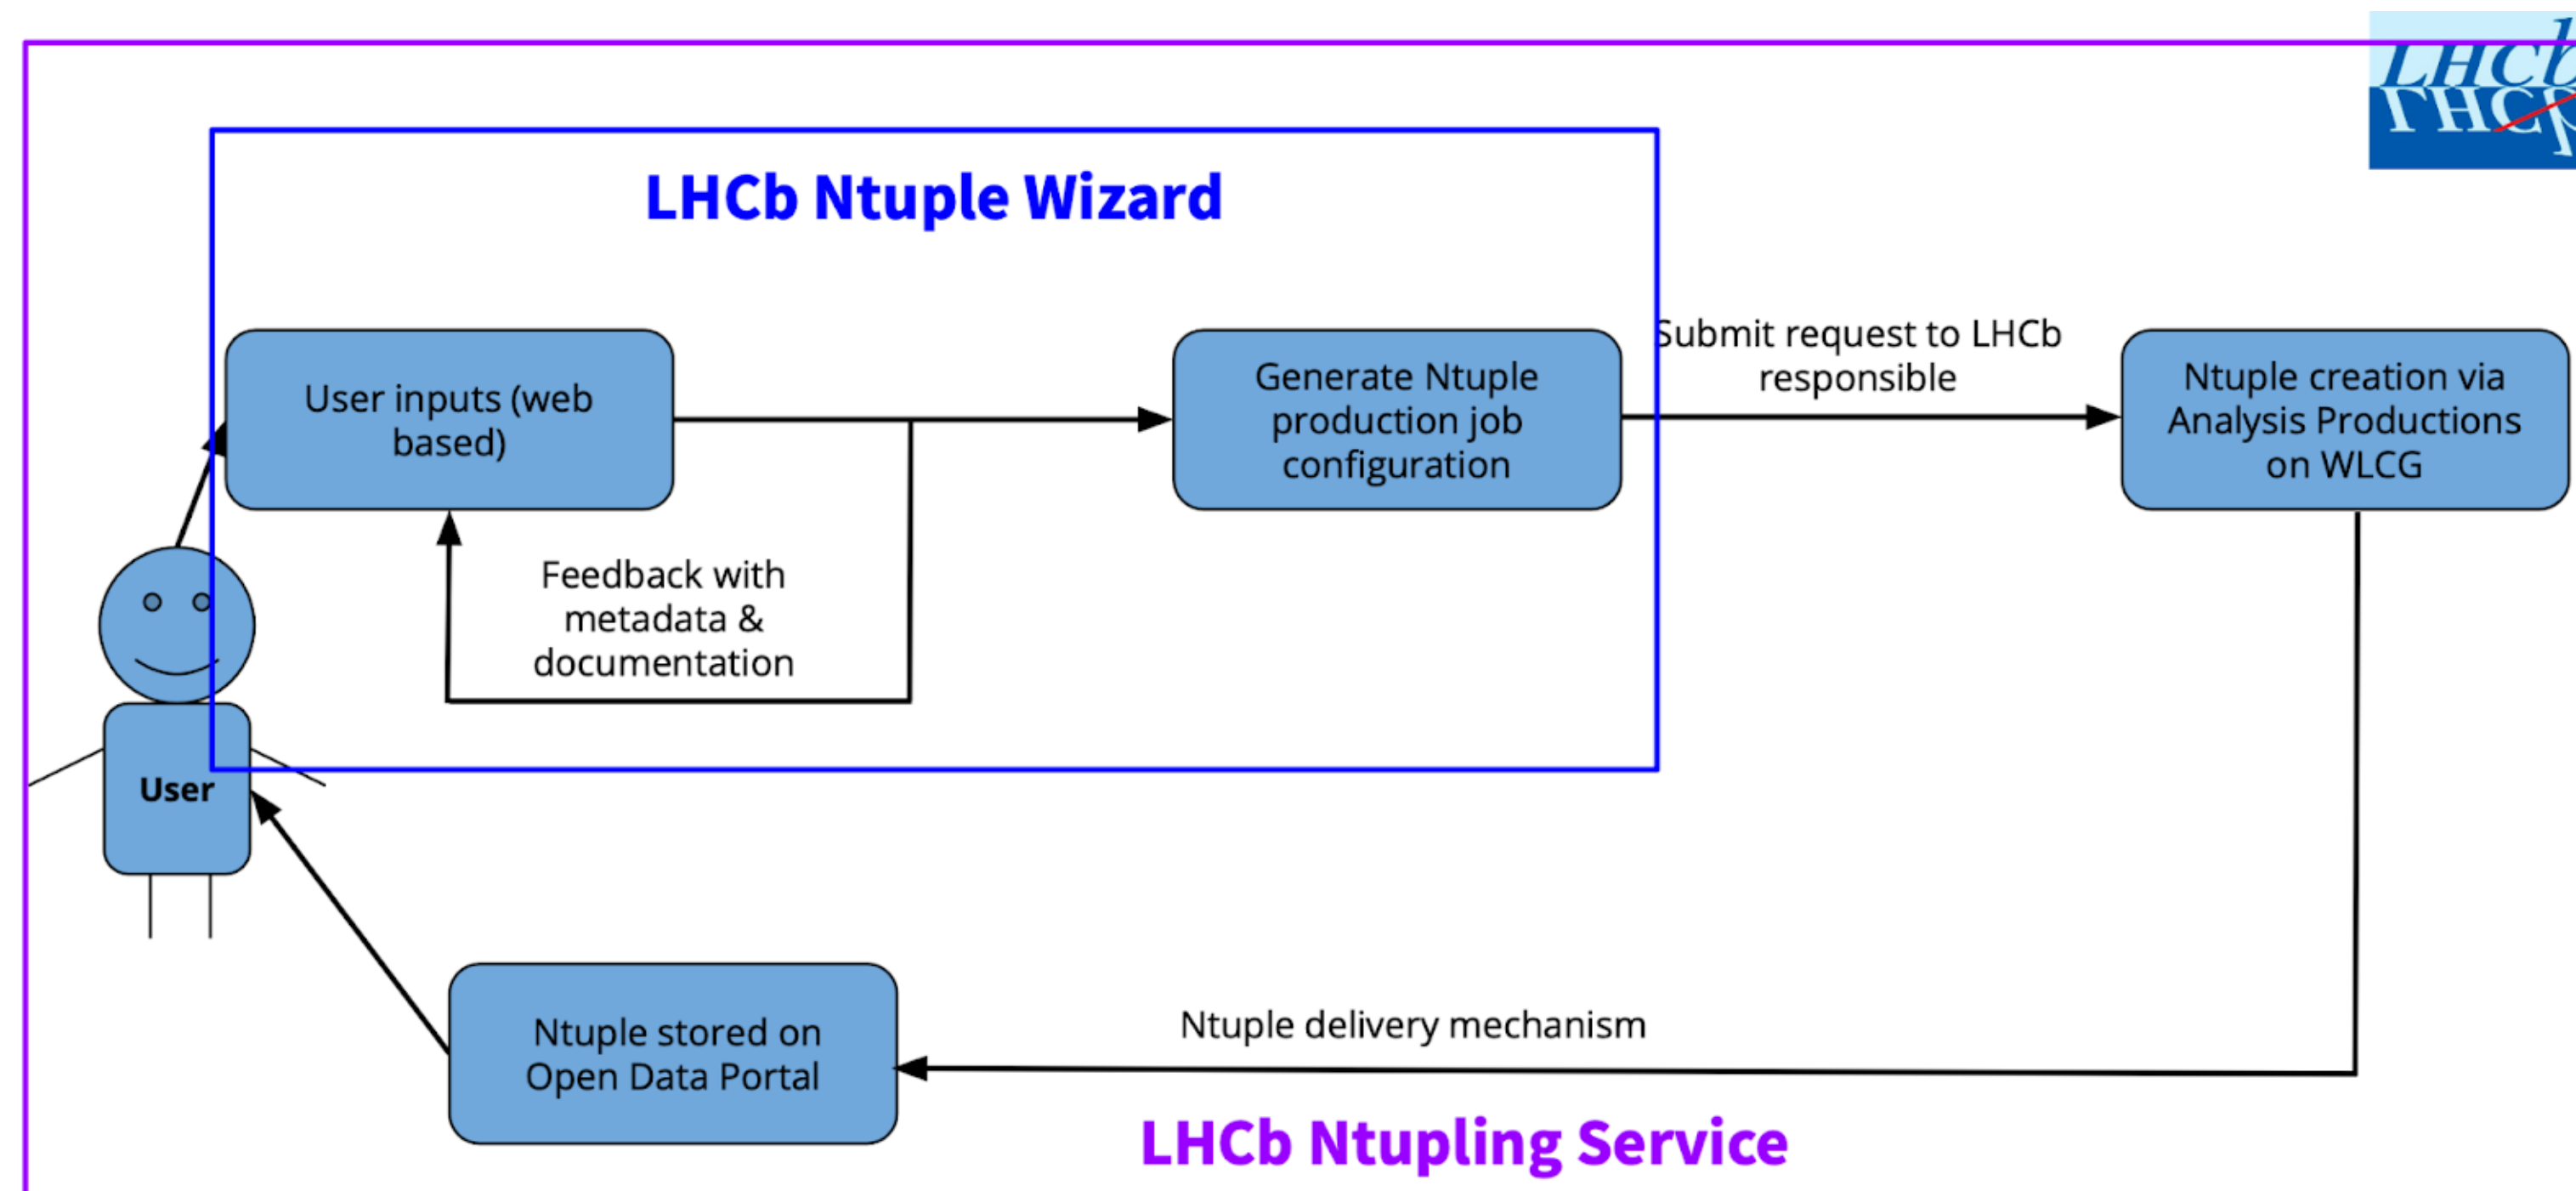 LHCb
LHCb
LHCb Ntuple Wizard
User inputs (web
based)
Generate Ntuple
production job
configuration
Submit request to LHCb
responsible
Ntuple creation via
Analysis Productions
on WLCG
Feedback with
metadata &
documentation
User
Ntuple stored on
Open Data Portal
Ntuple delivery mechanism
LHCb Ntupling Service